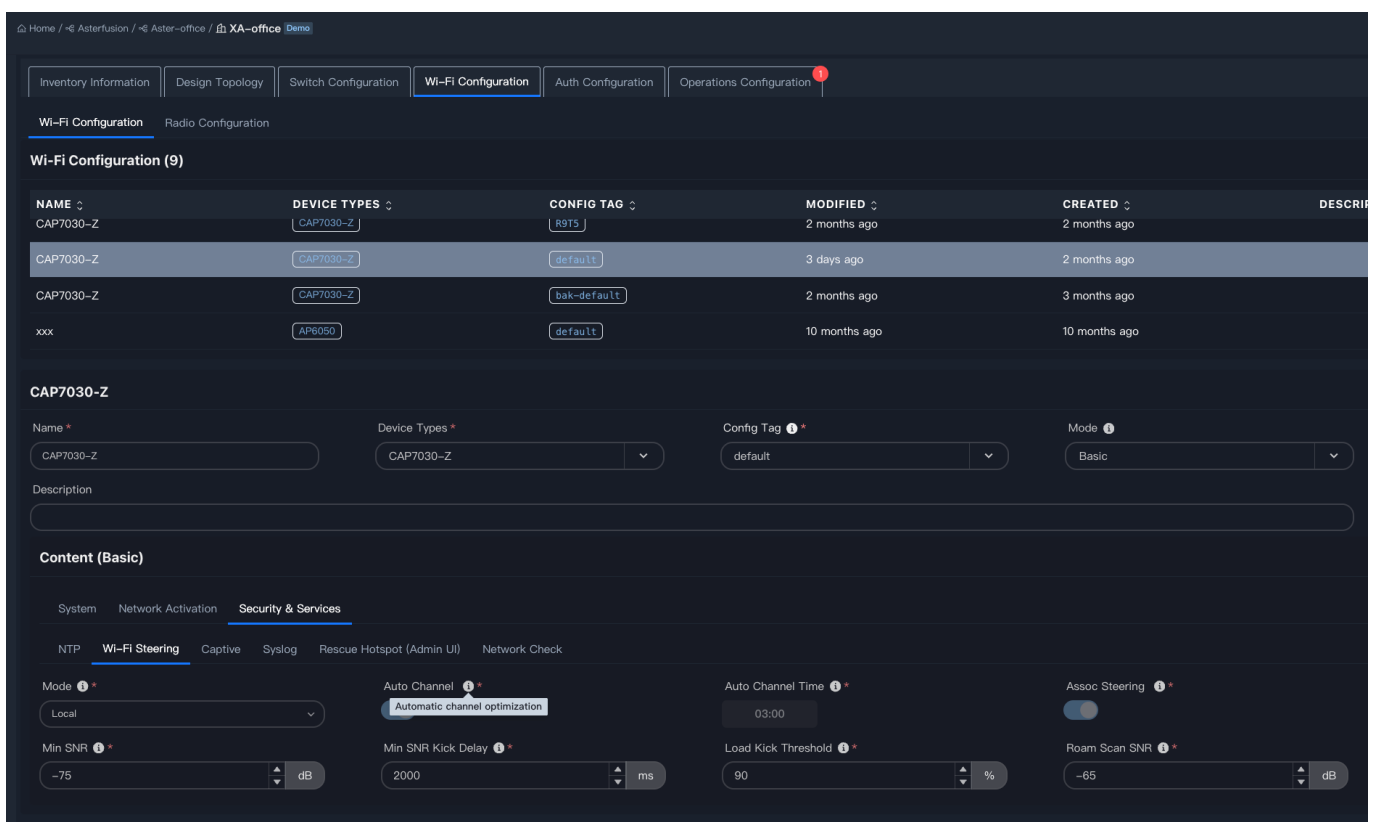 Home / Asterfusion / Aster-office / XA-office Demo
Inventory Information Design Topology Switch Configuration Wi-Fi Configuration Auth Configuration Operations Configuration 1
Wi-Fi Configuration Radio Configuration
Wi-Fi Configuration (9)
NAME DEVICE TYPES CONFIG TAG MODIFIED CREATED DESCRIP
CAP7030-Z CAP7030-Z R9T5 2 months ago 2 months ago
CAP7030-Z CAP7030-Z default 3 days ago 2 months ago
CAP7030-Z CAP7030-Z bak-default 2 months ago 3 months ago
xxx AP6050 default 10 months ago 10 months ago
CAP7030-Z
Name * Device Types * Config Tag * Mode
CAP7030-Z CAP7030-Z default Basic
Description
Content (Basic)
System Network Activation Security & Services
NTP Wi-Fi Steering Captive Syslog Rescue Hotspot (Admin UI) Network Check
Mode * Auto Channel * Auto Channel Time * Assoc Steering *
Local Automatic channel optimization 03:00
Min SNR * Min SNR Kick Delay * Load Kick Threshold * Roam Scan SNR *
-75 dB 2000 ms 90 % -65 dB